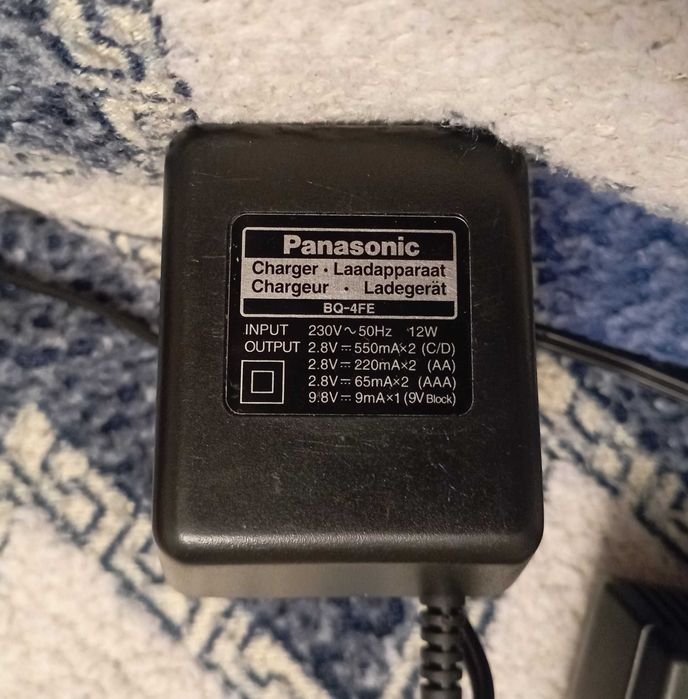 Panasonic
Charger · Laadapparaat
Chargeur · Ladegerät
BQ-4FE
INPUT 230V ~ 50Hz 12W
OUTPUT 2.8V ⎓ 550mA×2 (C/D)
2.8V ⎓ 220mA×2 (AA)
2.8V ⎓ 65mA×2 (AAA)
9.8V ⎓ 9mA×1 (9V Block)